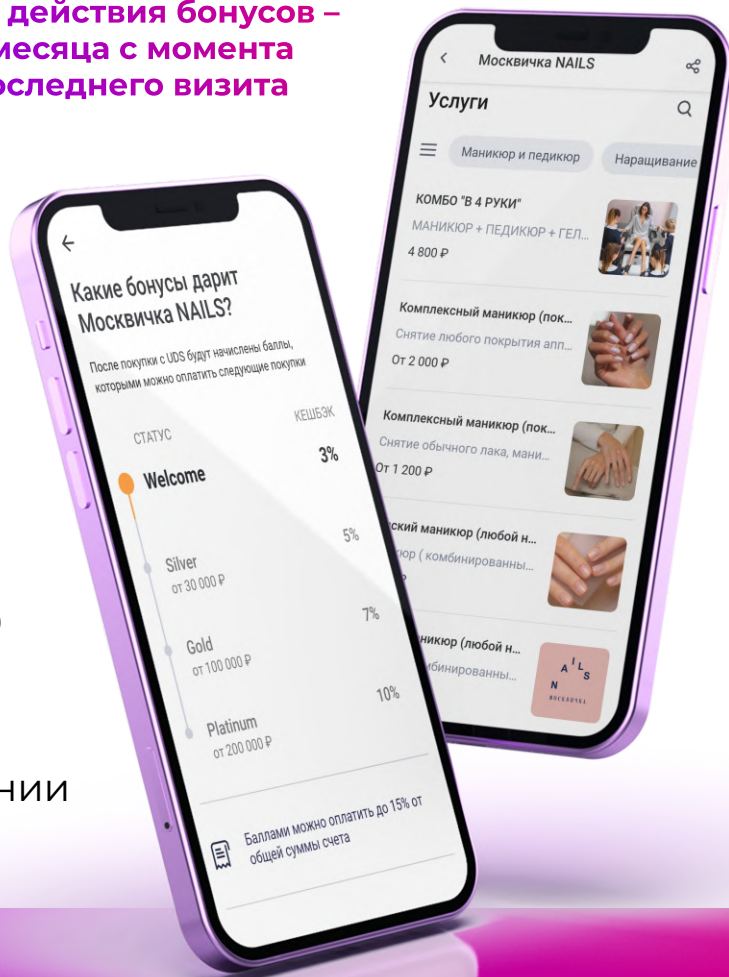 действия бонусов –
месяца с момента
последнего визита
Москвичка NAILS
Услуги
Маникюр и педикюр
Наращивание
КОМБО "В 4 РУКИ"
МАНИКЮР + ПЕДИКЮР + ГЕЛ...
4 800 ₽
Комплексный маникюр (пок...
Снятие любого покрытия апп...
От 2 000 ₽
Комплексный маникюр (пок...
Снятие обычного лака, мани...
От 1 200 ₽
ский маникюр (любой н...
кюр ( комбинированны...
₽
никюр (любой н...
мбинированны...
NAILS
МОСКВИЧКА
Какие бонусы дарит
Москвичка NAILS?
После покупки с UDS будут начислены баллы,
которыми можно оплатить следующие покупки
СТАТУС КЕШБЭК
Welcome 3%
Silver 5%
от 30 000 ₽
Gold 7%
от 100 000 ₽
Platinum 10%
от 200 000 ₽
Баллами можно оплатить до 15% от
общей суммы счета
нии